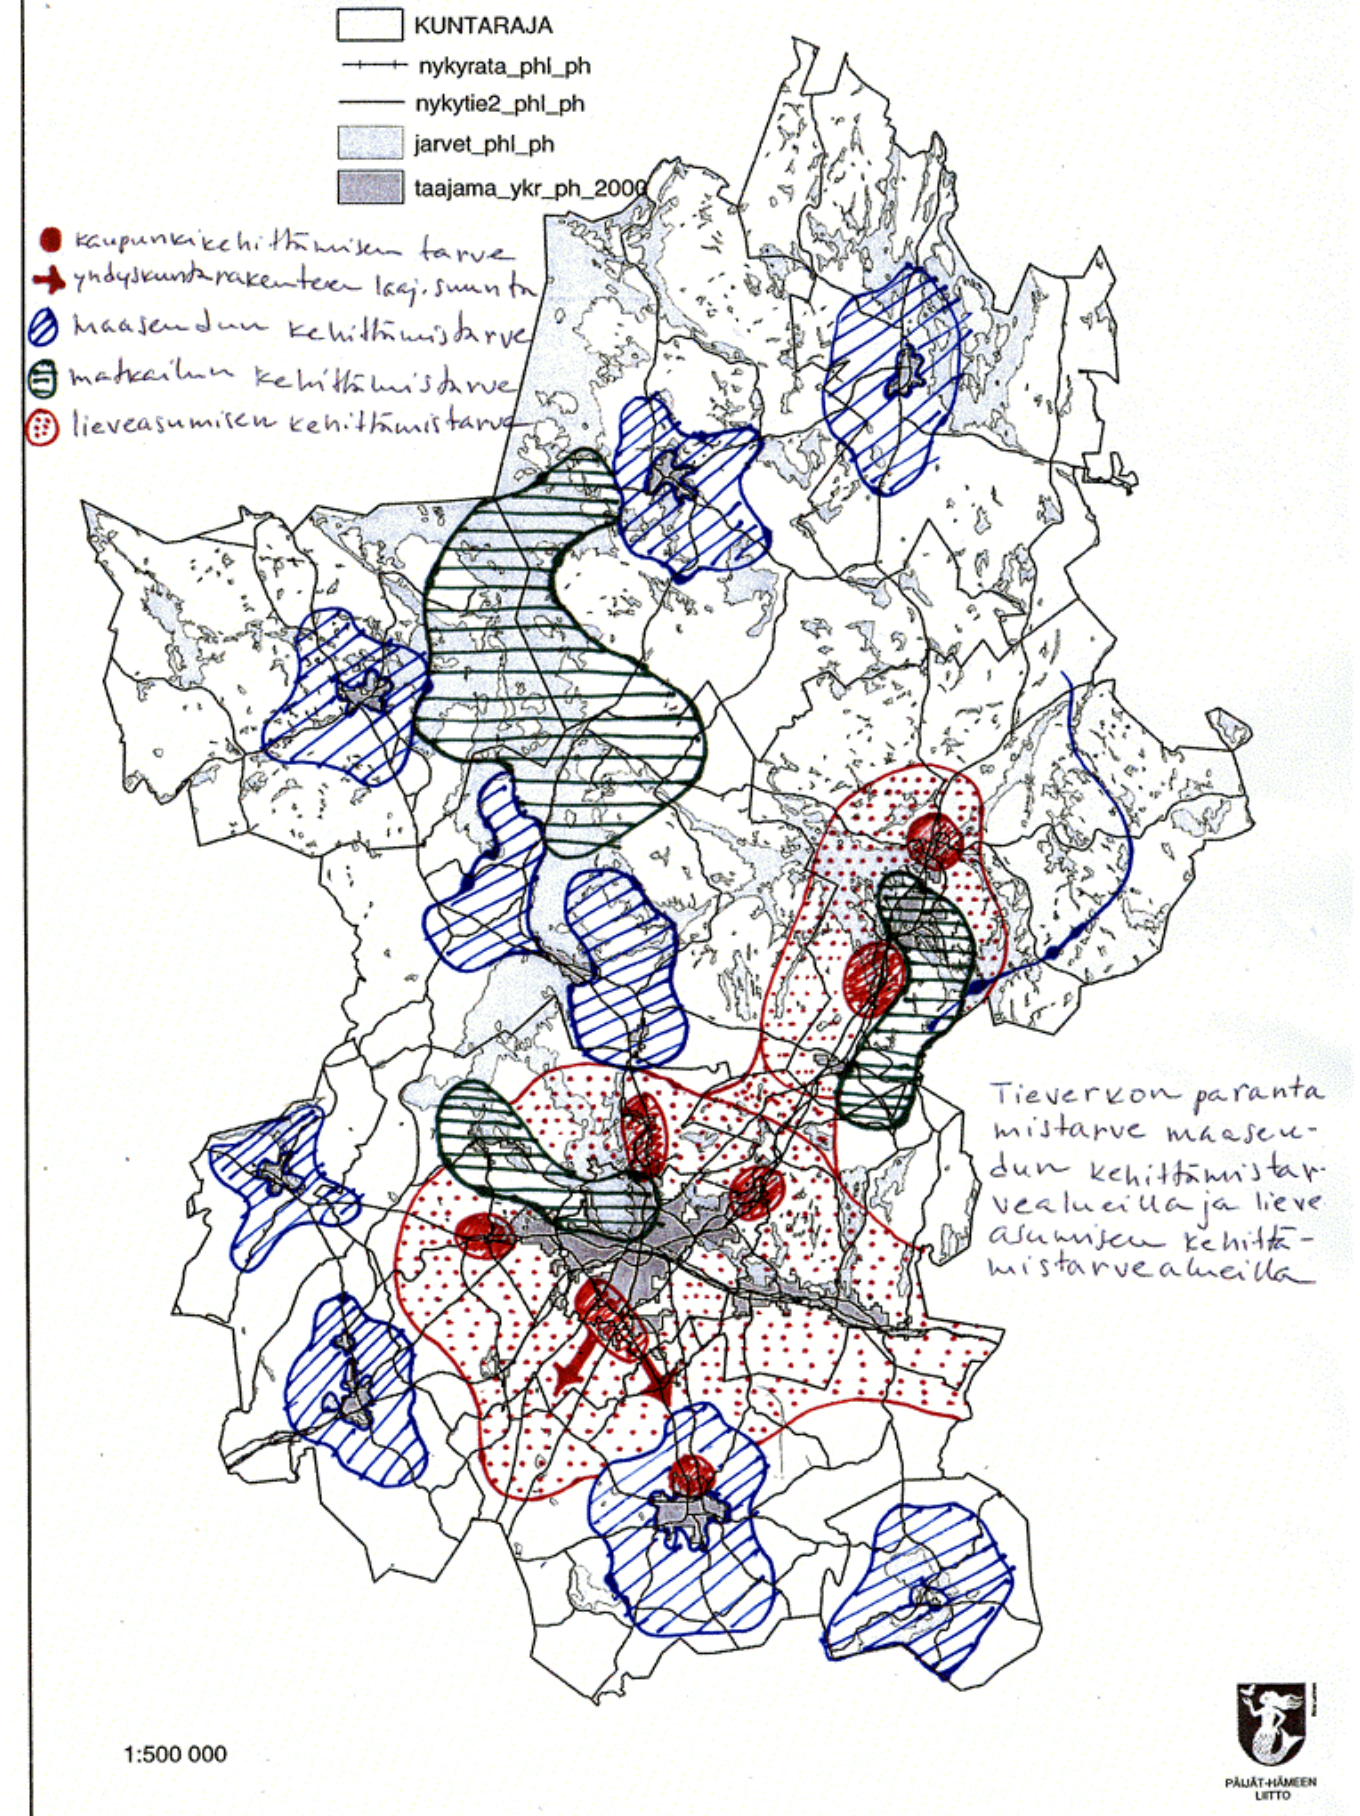 KUNTARAJA
nykyrata_phl_ph
nykytie2_phl_ph
jarvet_phl_ph
taajama_ykr_ph_2000
kaupunkikehittämisen tarve
yhdyskuntarakenteen laaj.suunta
maaseudun kehittämistarve
matkailun kehittämistarve
lieveasumisen kehittämistarve
Tieverkon paranta
mistarve maaseu-
dun kehittämistar-
vealueilla ja lieve
asumisen kehittä-
mistarvealueilla
1:500 000
PÄIJÄT-HÄMEEN
LIITTO